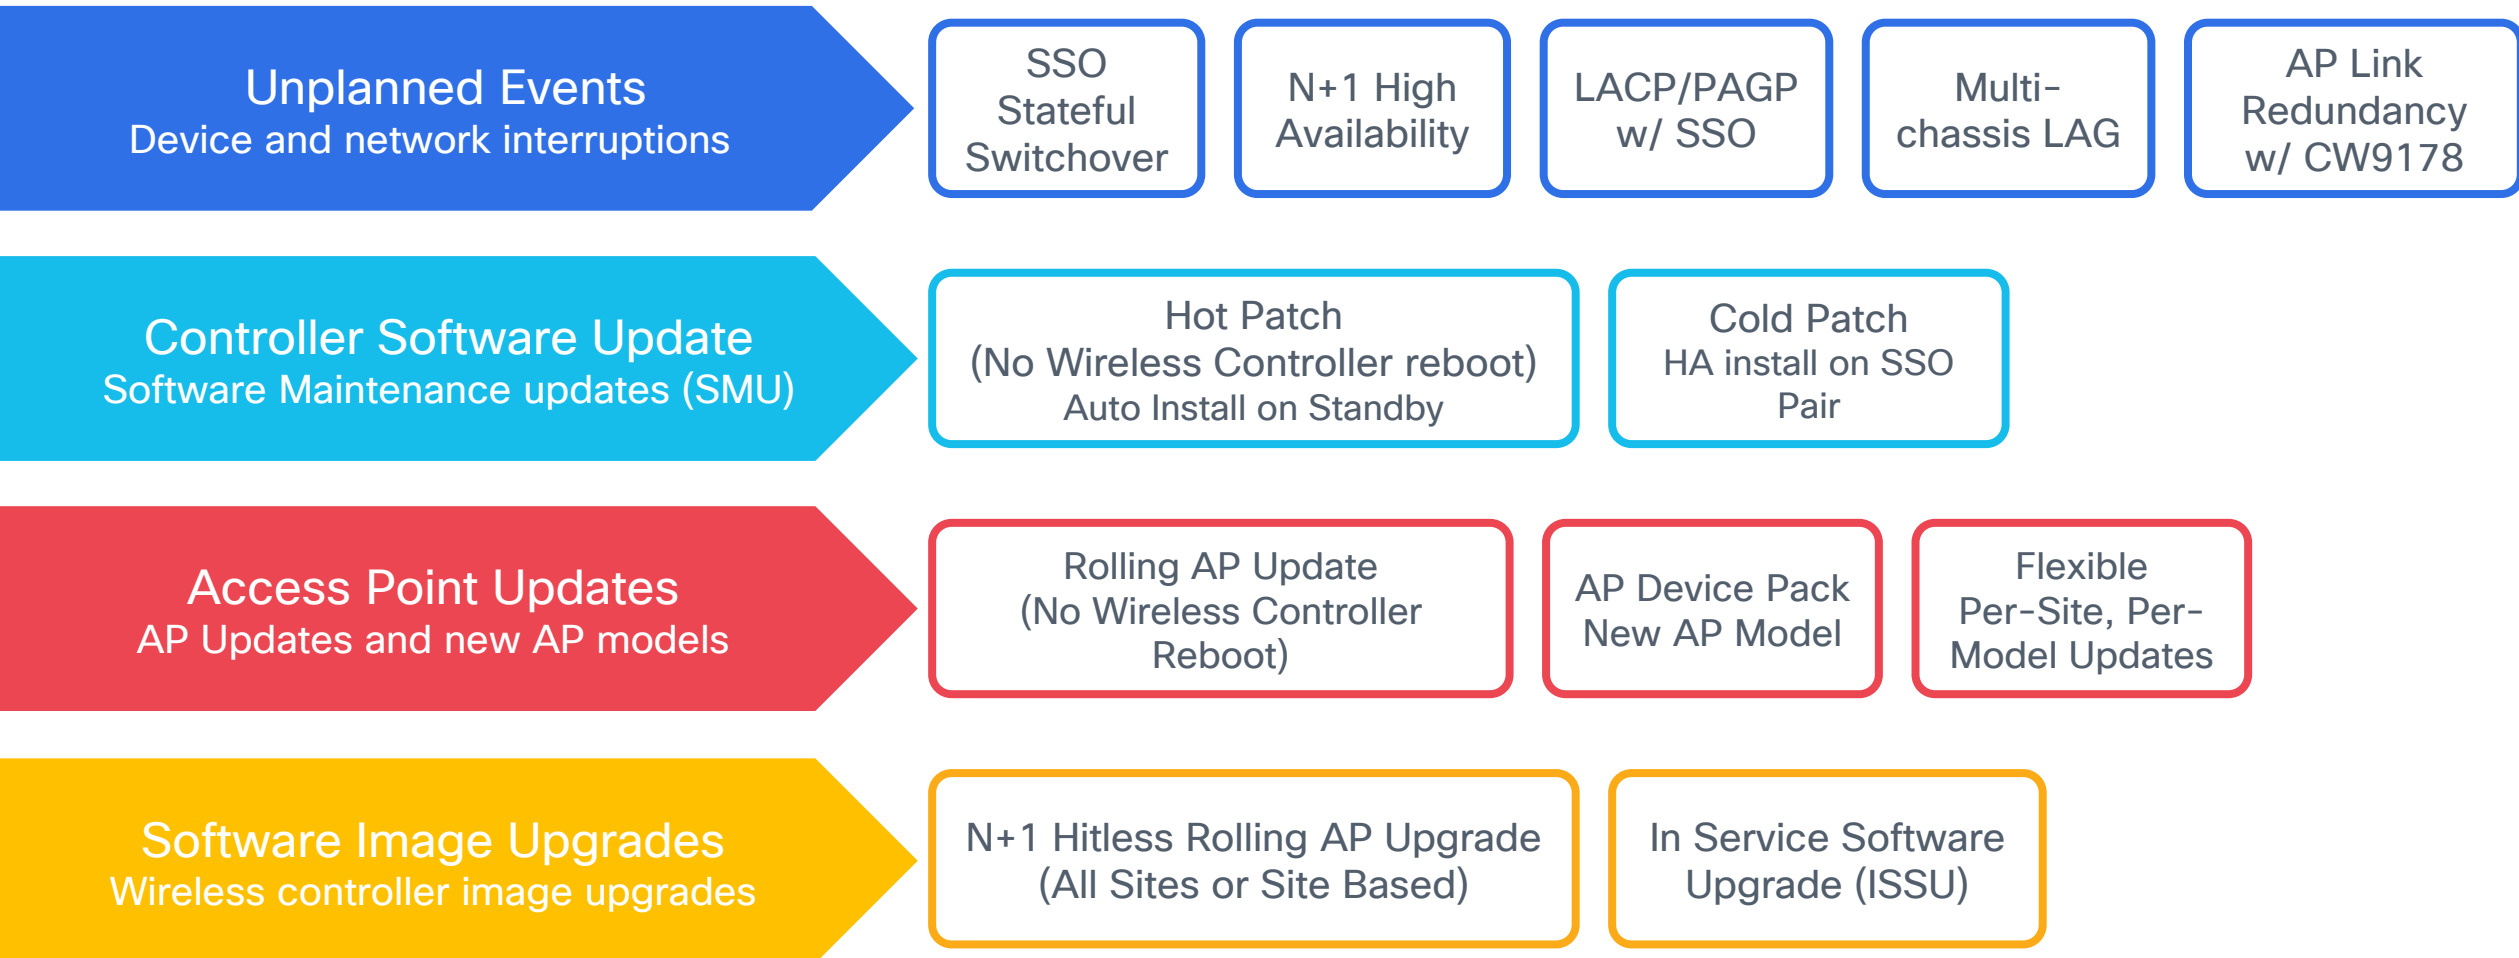 Unplanned Events
Device and network interruptions
SSO
Stateful
Switchover
N+1 High
Availability
LACP/PAGP
w/ SSO
Multi-
chassis LAG
AP Link
Redundancy
w/ CW9178
Controller Software Update
Software Maintenance updates (SMU)
Hot Patch
(No Wireless Controller reboot)
Auto Install on Standby
Cold Patch
HA install on SSO
Pair
Access Point Updates
AP Updates and new AP models
Rolling AP Update
(No Wireless Controller
Reboot)
AP Device Pack
New AP Model
Flexible
Per-Site, Per-
Model Updates
Software Image Upgrades
Wireless controller image upgrades
N+1 Hitless Rolling AP Upgrade
(All Sites or Site Based)
In Service Software
Upgrade (ISSU)